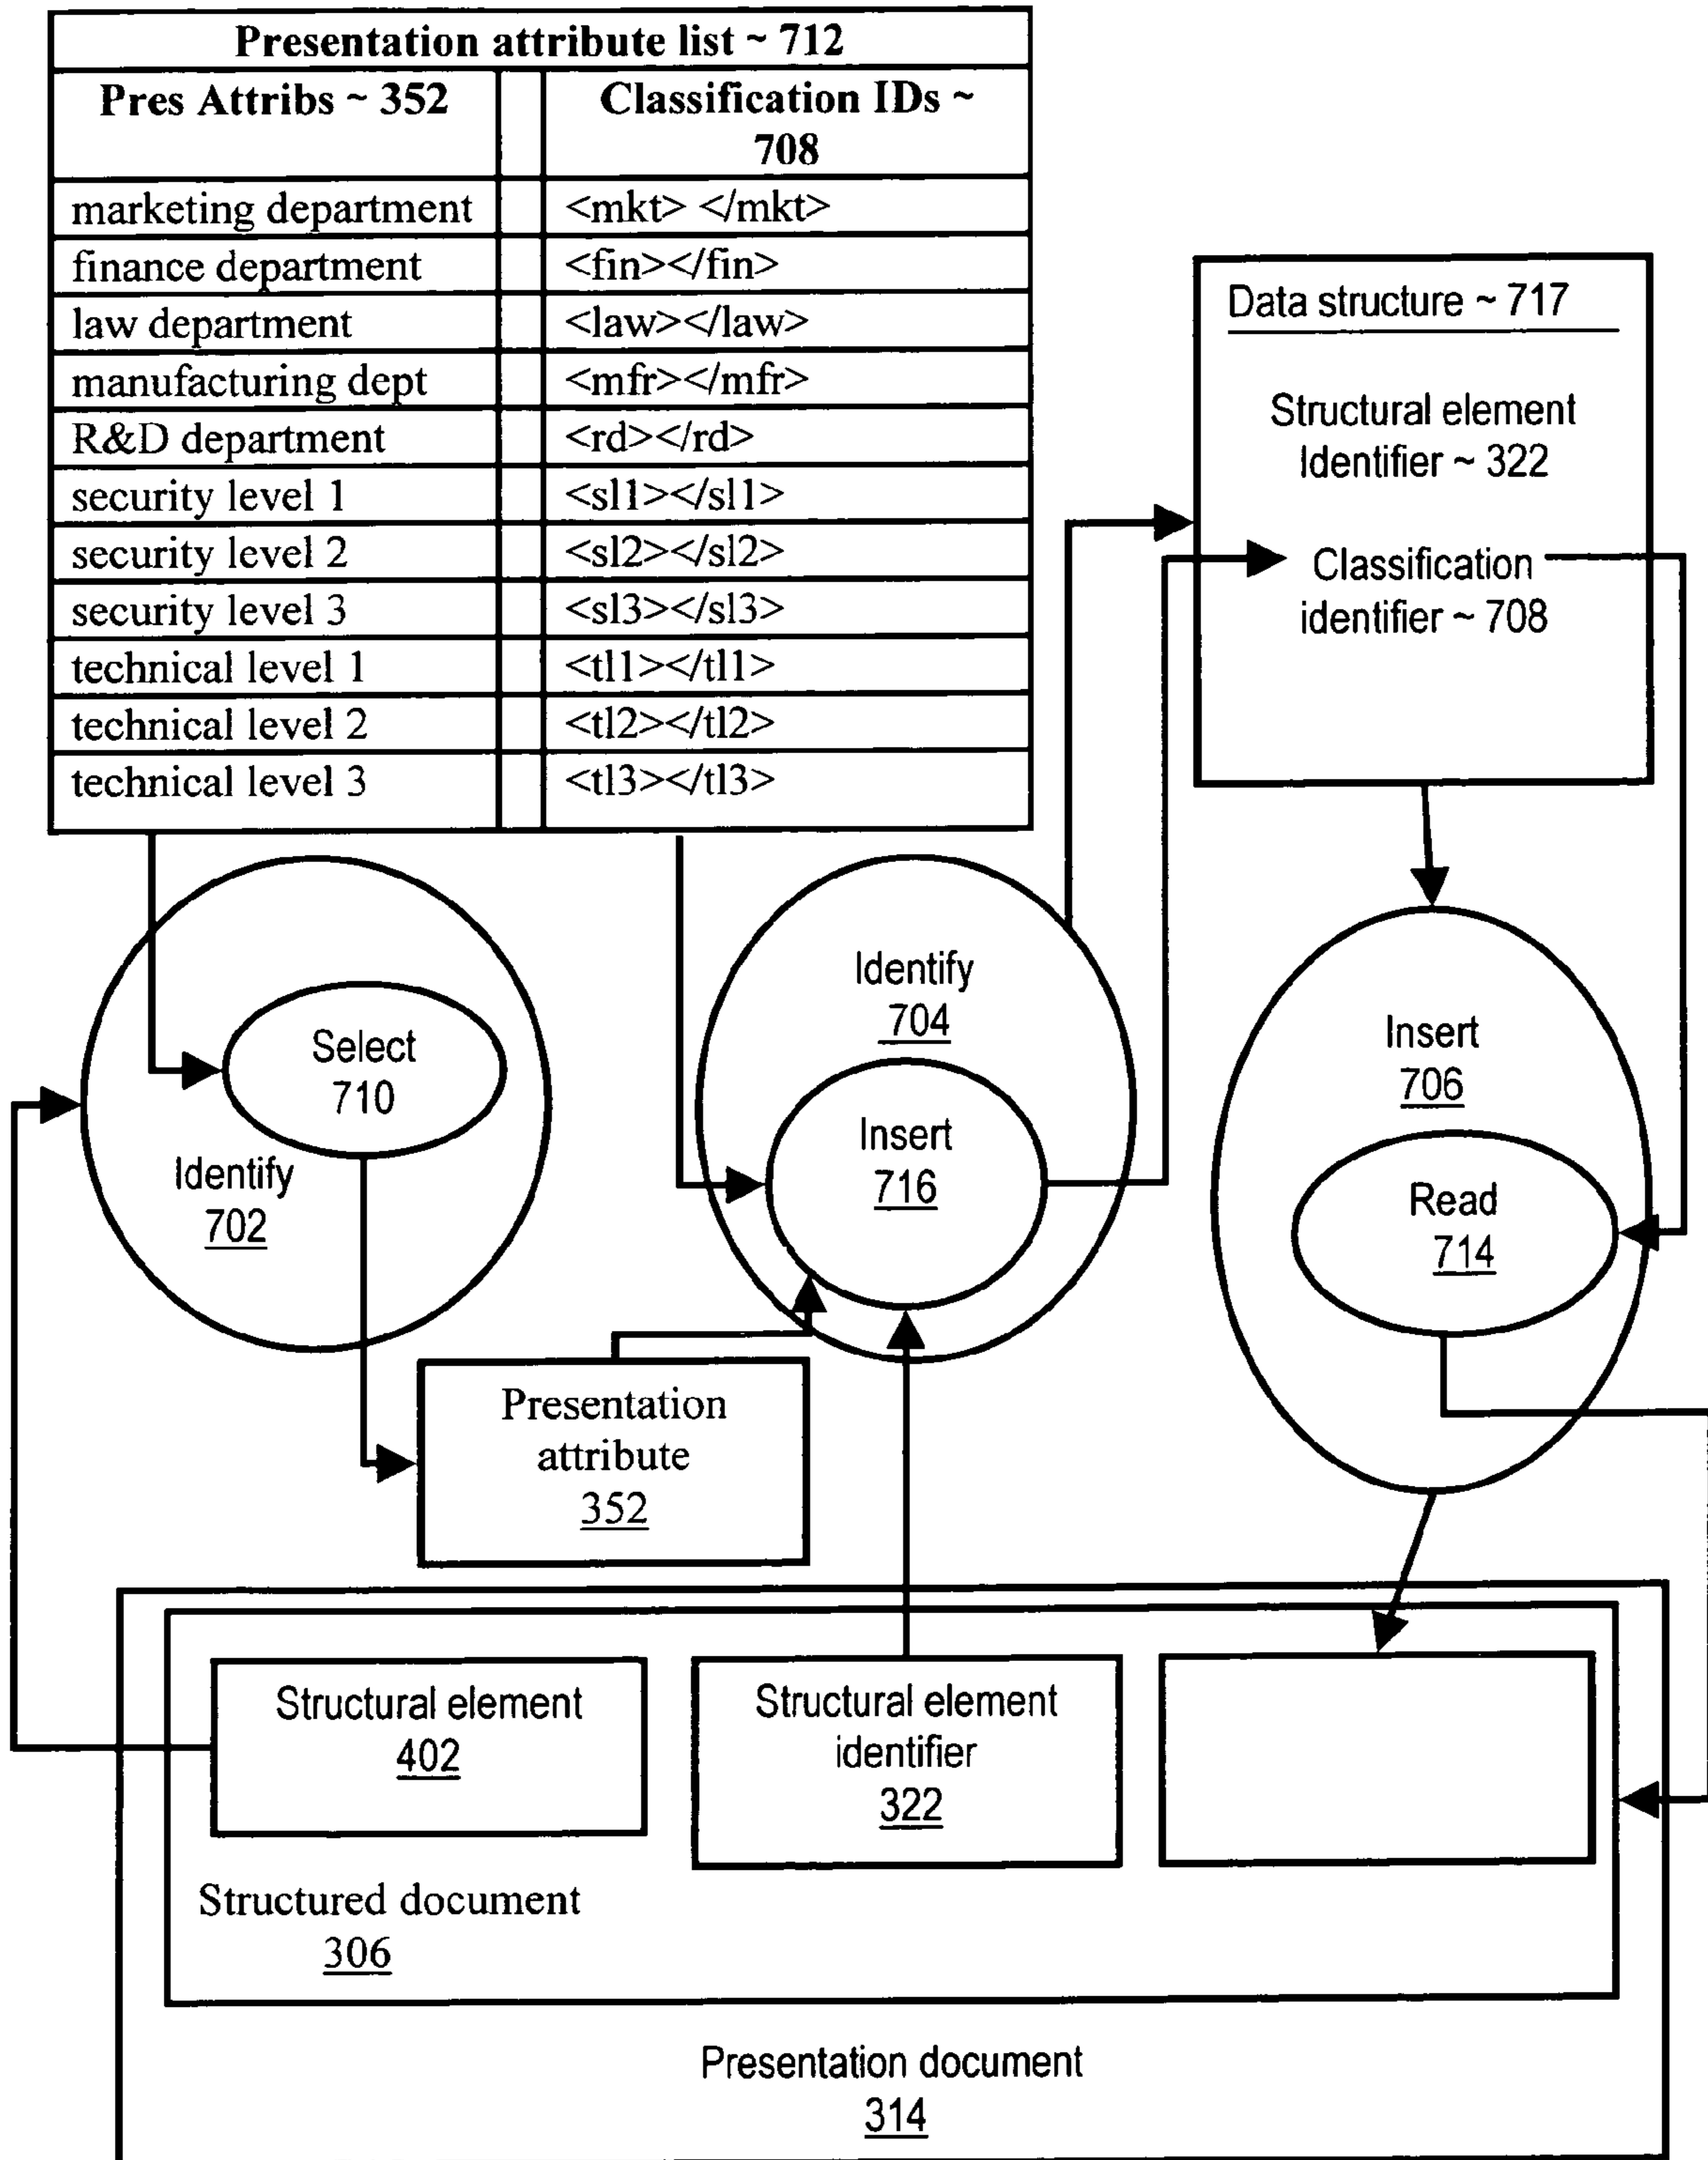 Presentation attribute list ~ 712
Pres Attribs ~ 352
Classification IDs ~
708
marketing department
<mkt> </mkt>
finance department
<fin></fin>
law department
<law></law>
manufacturing dept
<mfr></mfr>
R&D department
<rd></rd>
security level 1
<sl1></sl1>
security level 2
<sl2></sl2>
security level 3
<sl3></sl3>
technical level 1
<tl1></tl1>
technical level 2
<tl2></tl2>
technical level 3
<tl3></tl3>
Data structure ~ 717
Structural element
Identifier ~ 322
Classification
identifier ~ 708
Select
710
Identify
702
Identify
704
Insert
716
Insert
706
Read
714
Presentation
attribute
352
Structural element
402
Structural element
identifier
322
Structured document
306
Presentation document
314